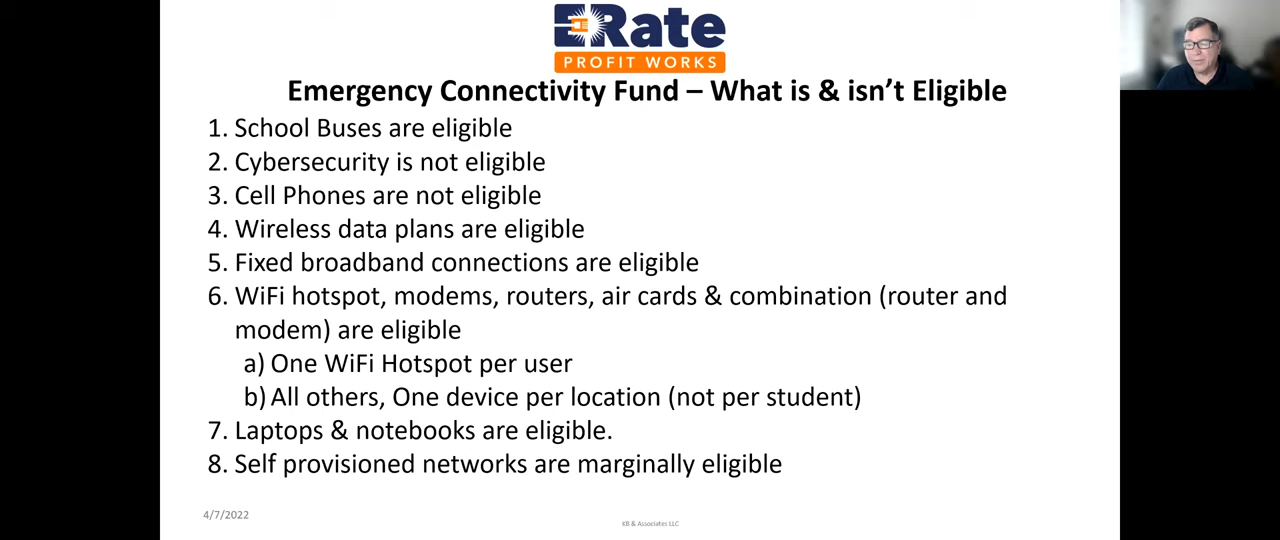 ERate
PROFIT WORKS
Emergency Connectivity Fund – What is & isn't Eligible
1. School Buses are eligible
2. Cybersecurity is not eligible
3. Cell Phones are not eligible
4. Wireless data plans are eligible
5. Fixed broadband connections are eligible
6. WiFi hotspot, modems, routers, air cards & combination (router and
modem) are eligible
a) One WiFi Hotspot per user
b) All others, One device per location (not per student)
7. Laptops & notebooks are eligible.
8. Self provisioned networks are marginally eligible
4/7/2022
KB & Associates LLC